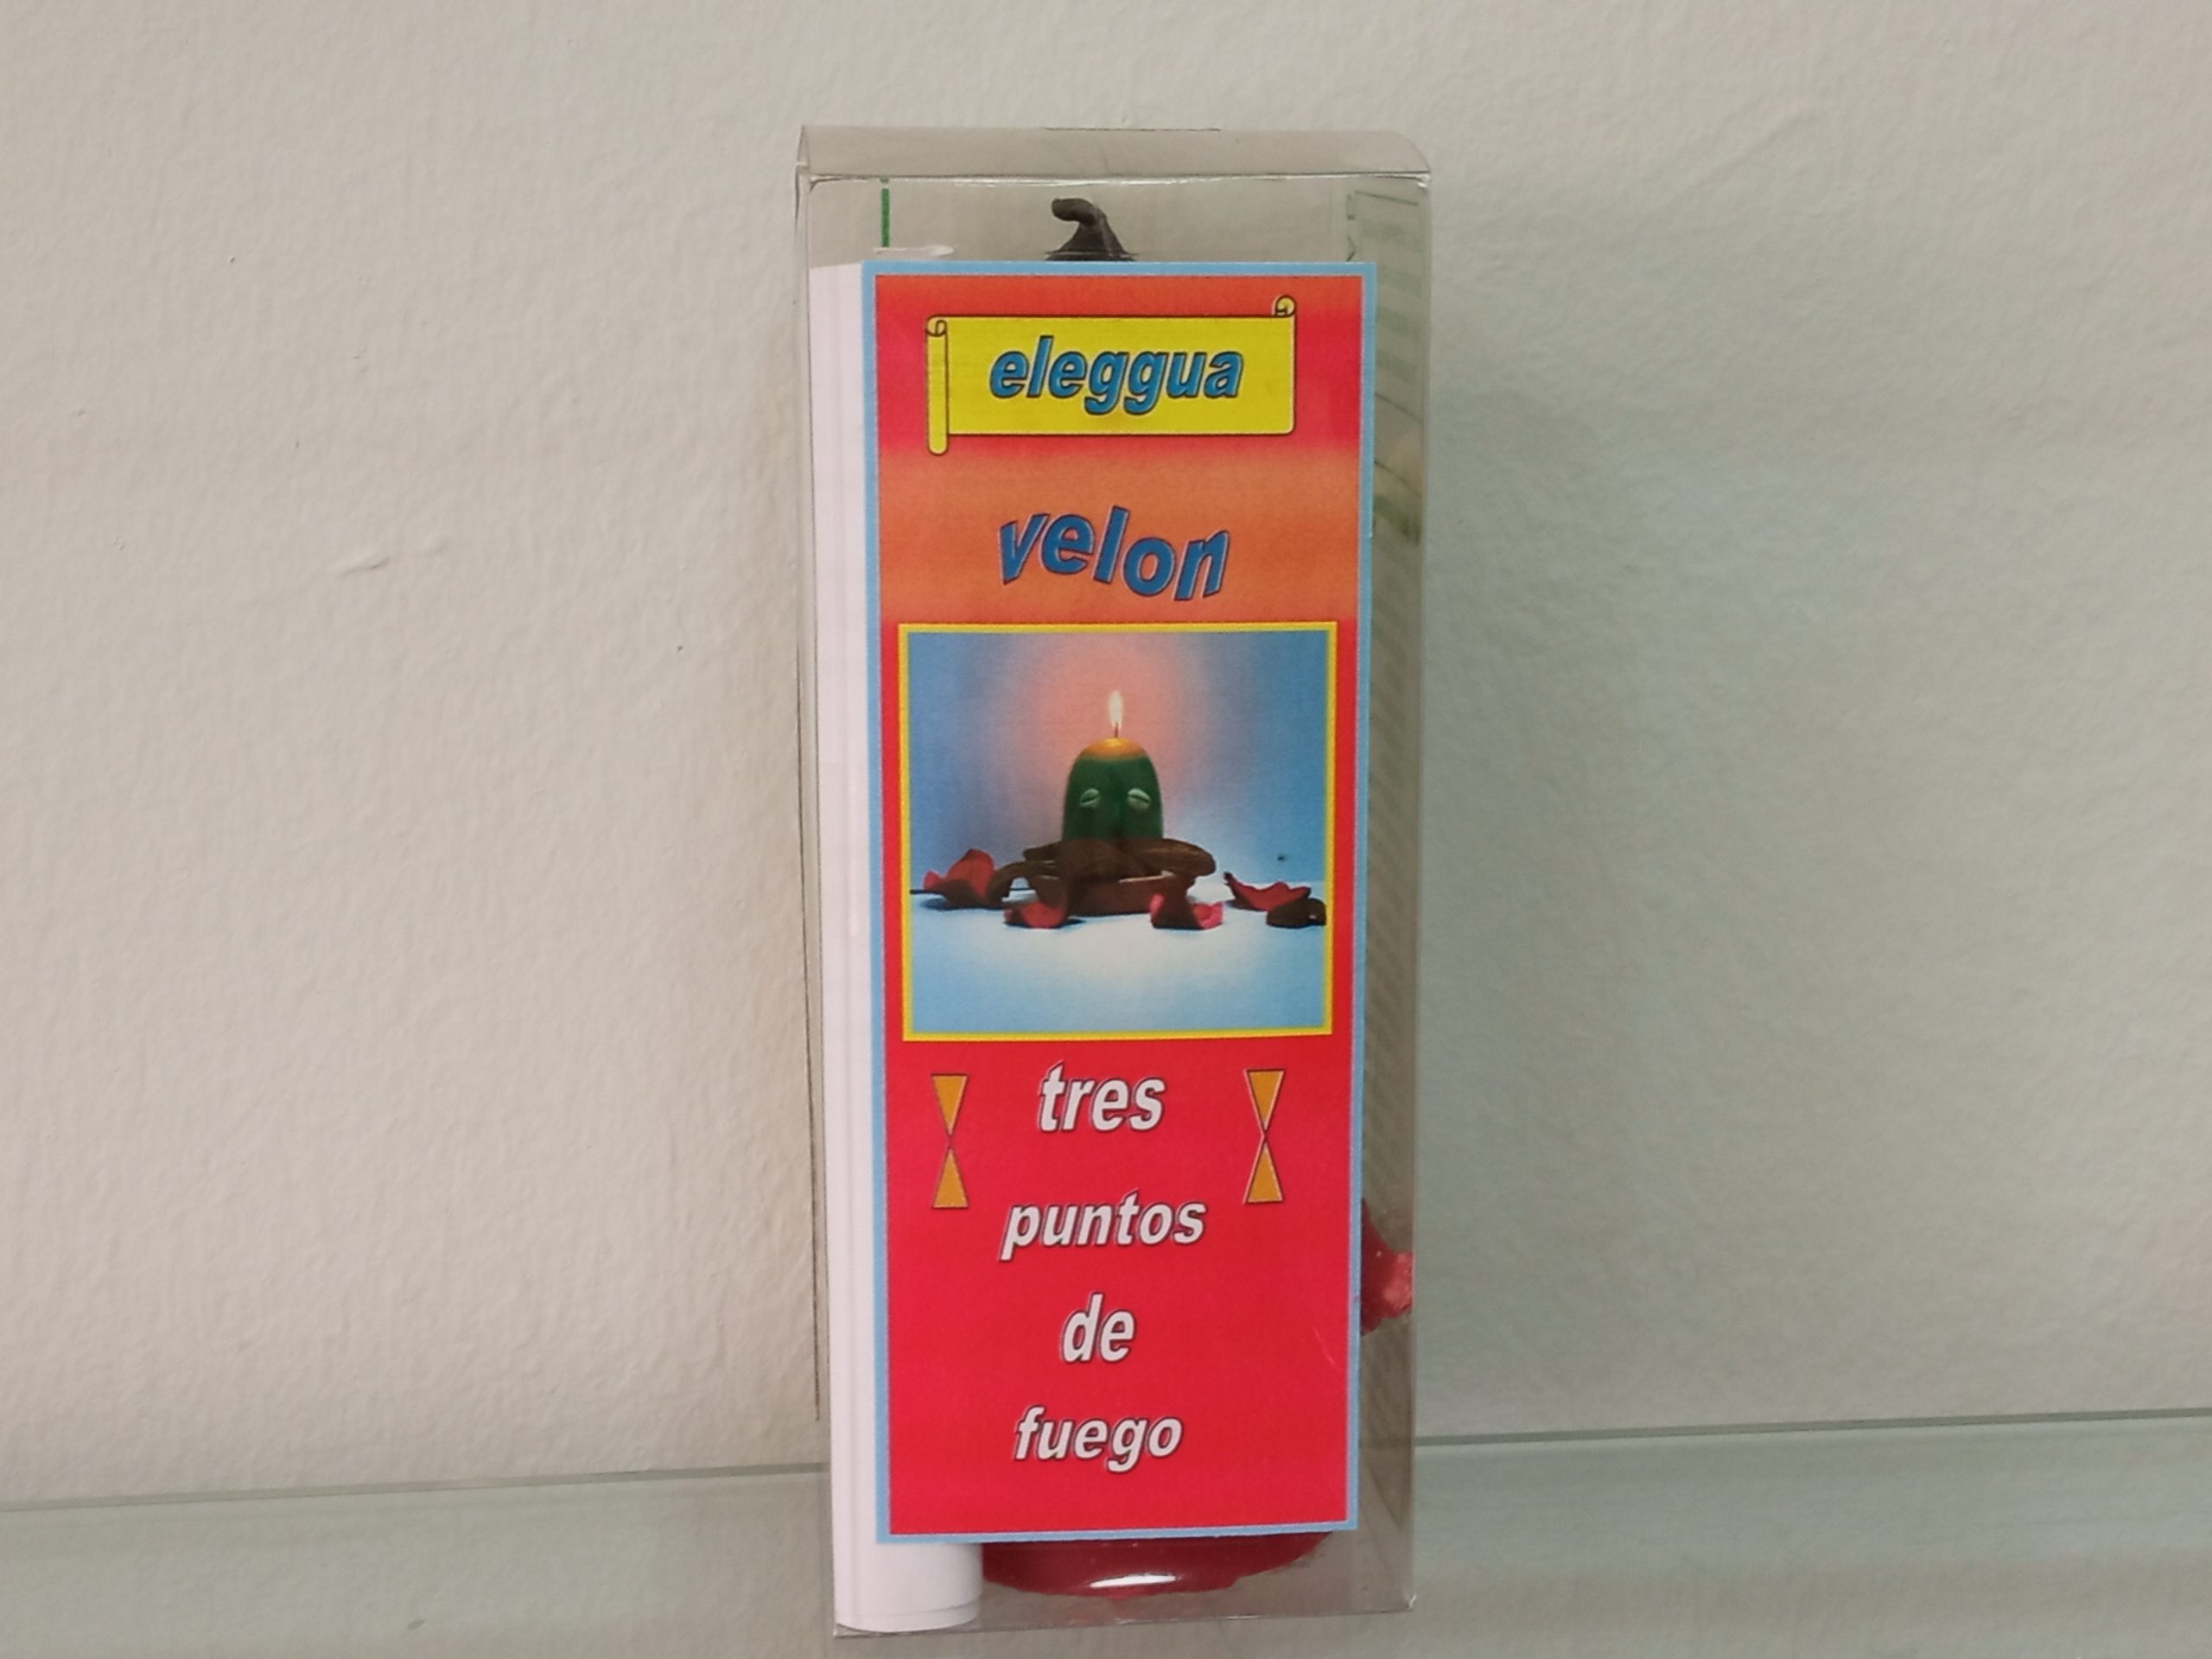 eleggua
velon
tres
puntos
de
fuego